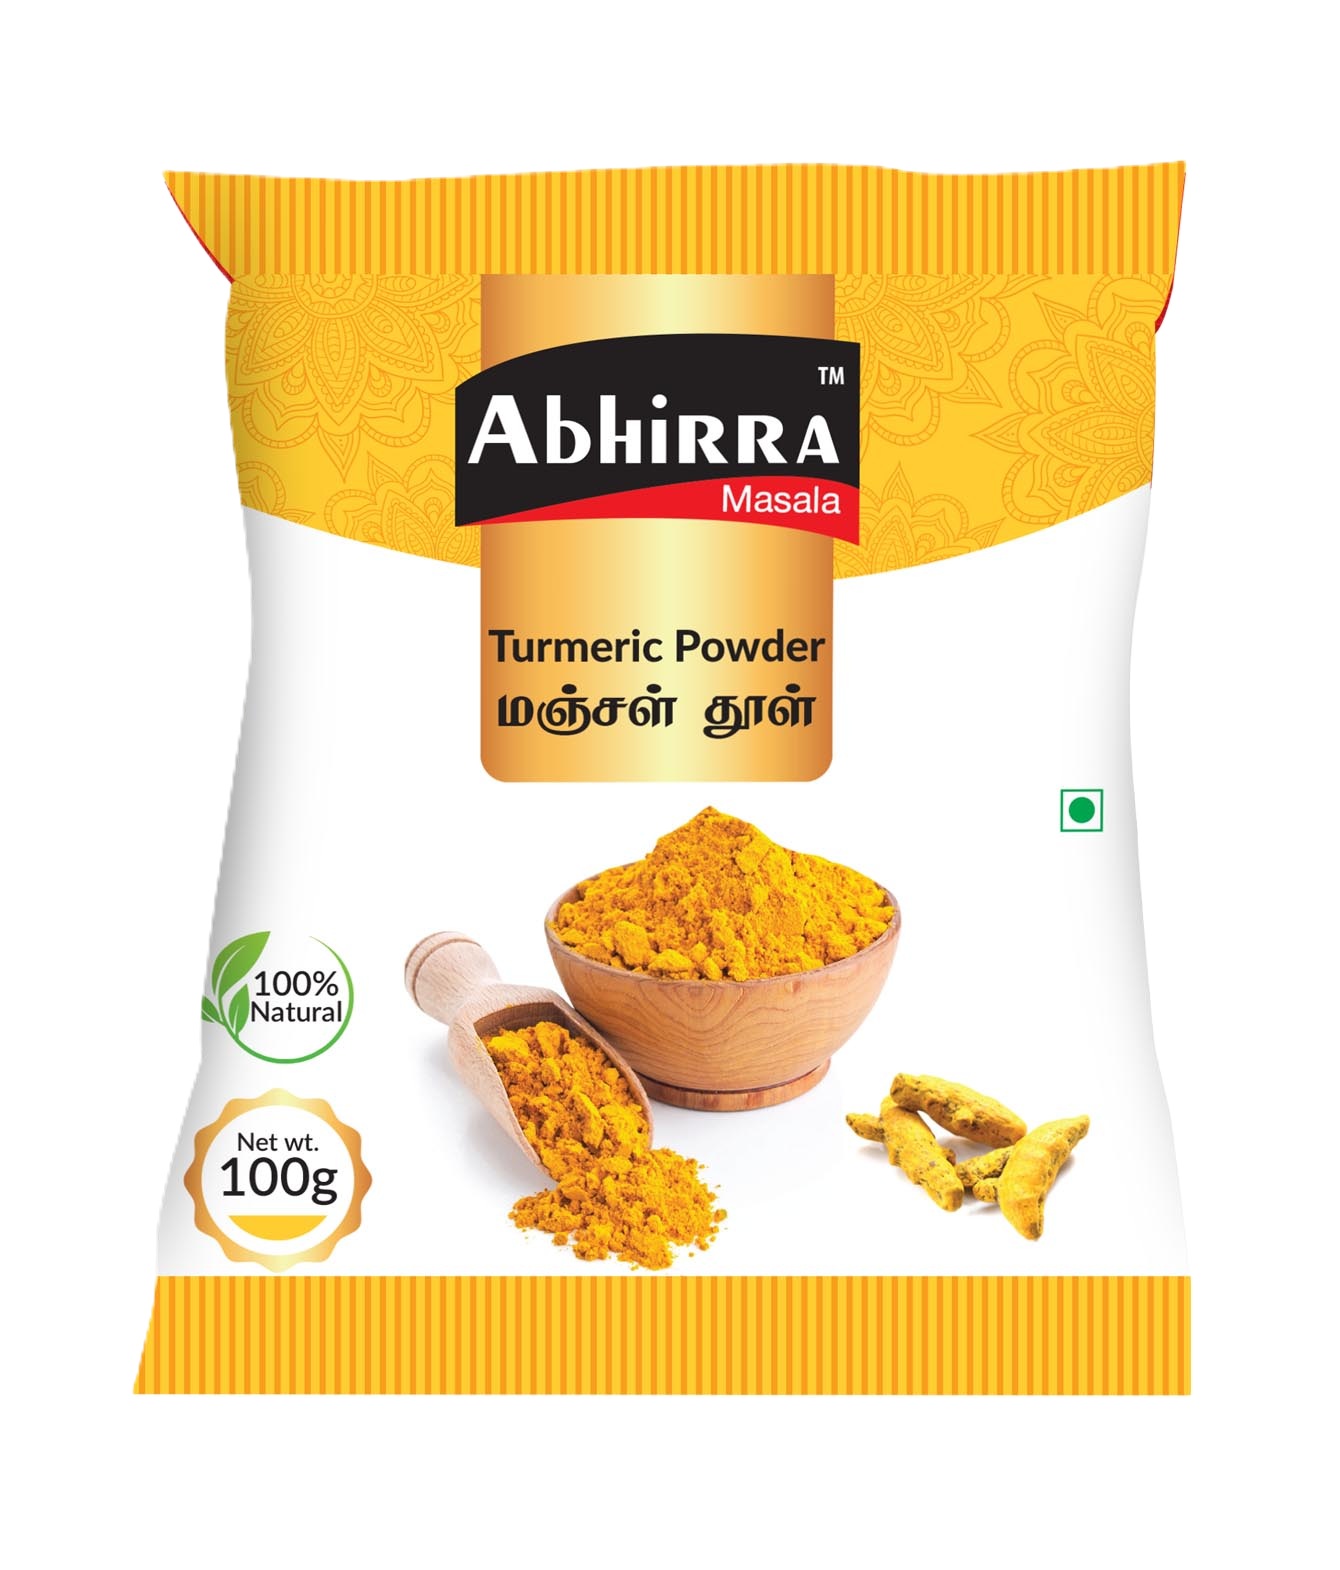 TM
Abhirra
Masala
Turmeric Powder
மஞ்சள் தூள்
100%
Natural
Net wt.
100g